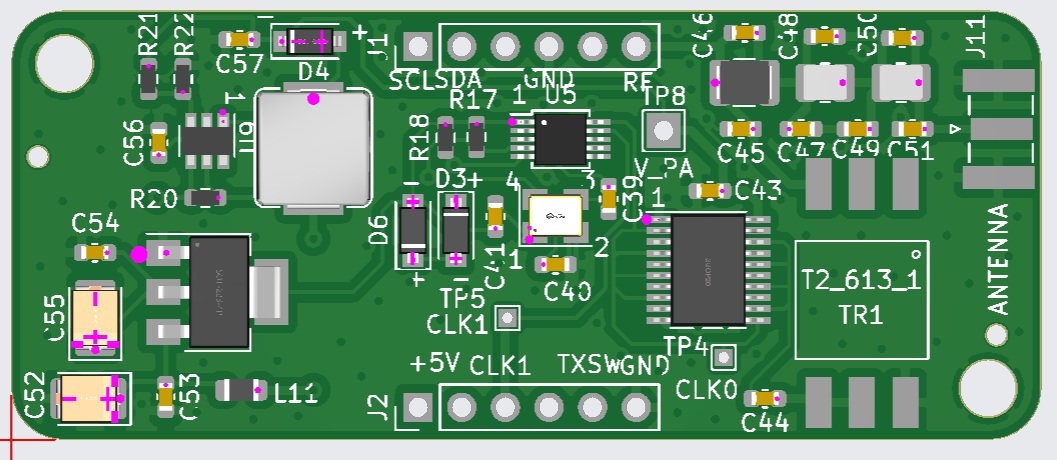 R21
R22
C57
D4
J1
SCL SDA GND RF
C46
C48
C50
J11
R17
1
U5
TP8
1
U9
C56
R18
C45
C47
C49
C51
V_PA
R20
D3
4
3
C39
1
C43
D6
C54
C41
1
2
C40
C55
TP5
CLK1
T2_613_1
TR1
ANTENNA
TP4
CLK0
+5V CLK1 TXSW GND
C52
C53
L11
J2
C44